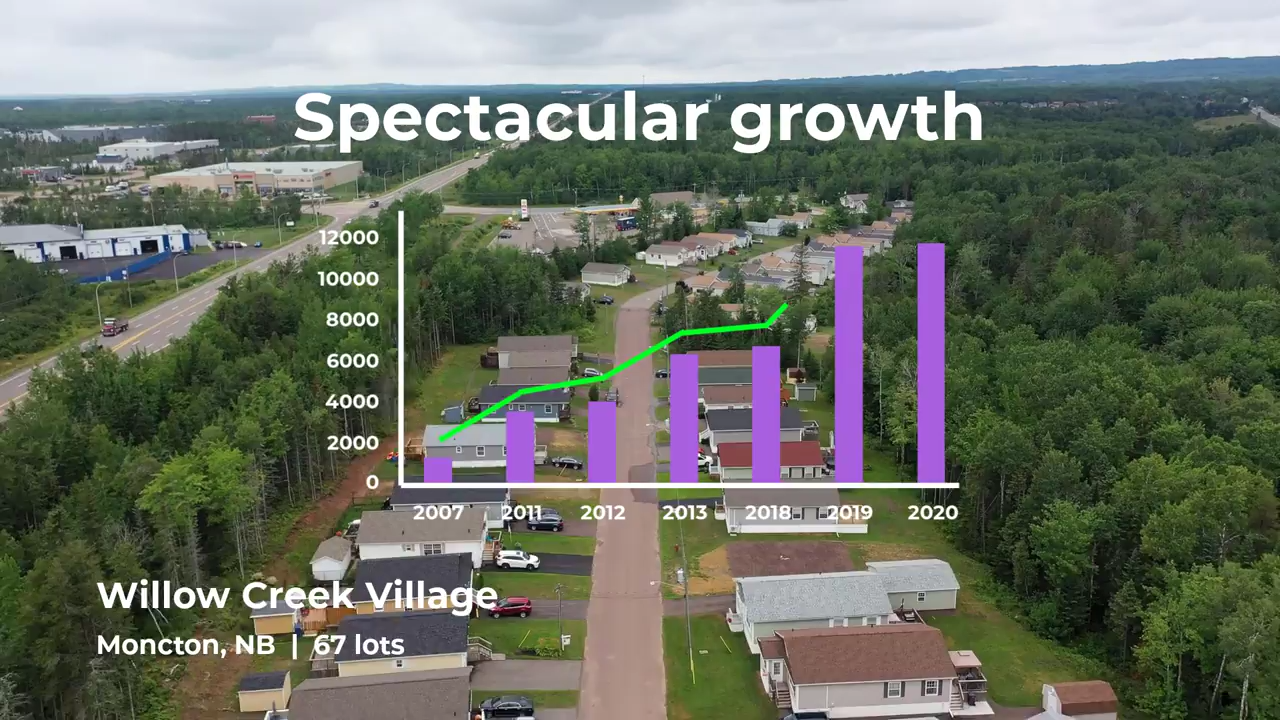 Spectacular growth
12000
10000
8000
6000
4000
2000
0
2007 2011 2012 2013 2018 2019 2020
Willow Creek Village
Moncton, NB | 67 lots